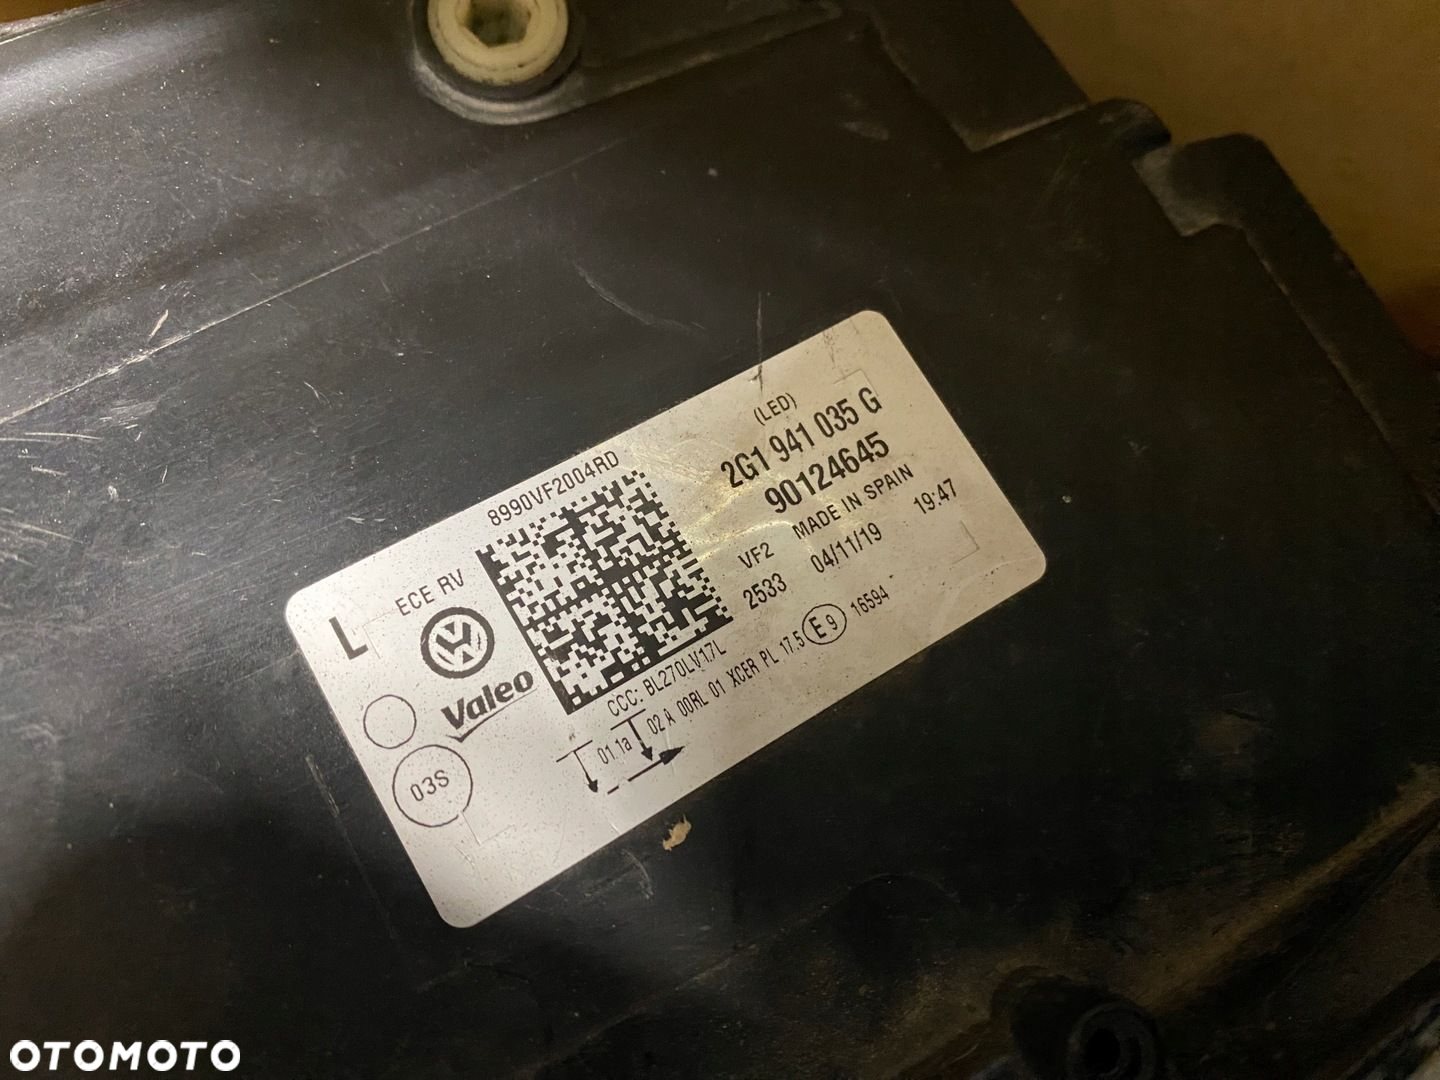 (LED)
2G1 941 035 G
90124645
MADE IN SPAIN
VF2
2533
04/11/19
19:47
8990VF2004RD
L
ECE RV
Valeo
03S
CCC: BL270LV17L
01 1a
02 A 00RL 01 XCER PL 17.5 E9 16594
OTOMOTO